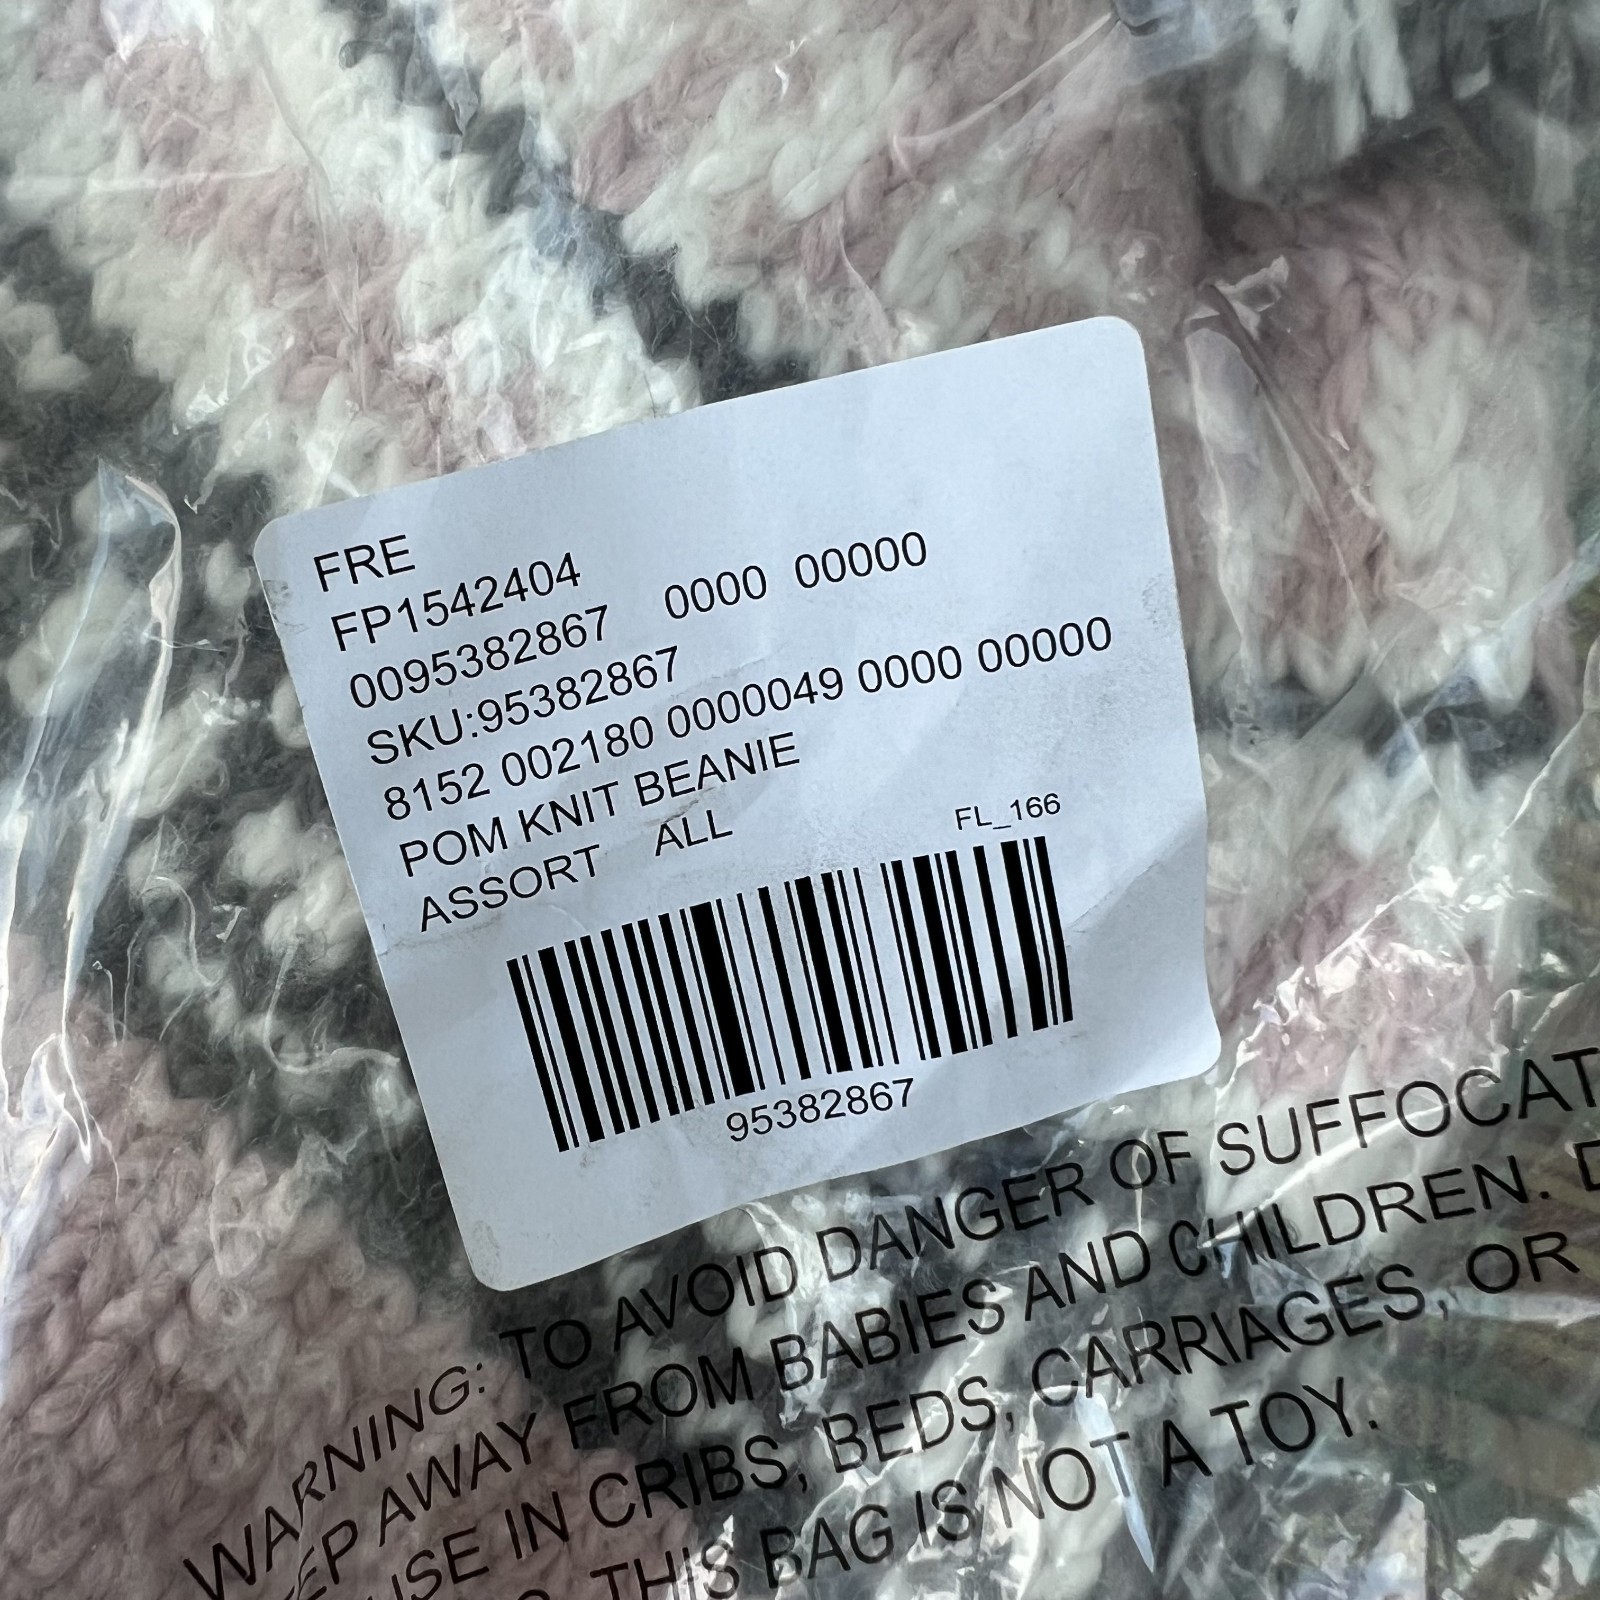 FRE
FP1542404
0095382867 0000 00000
SKU:95382867
8152 002180 0000049 0000 00000
POM KNIT BEANIE
ASSORT ALL
FL_166
95382867
WARNING: TO AVOID DANGER OF SUFFOCAT
EP AWAY FROM BABIES AND CHILDREN. D
USE IN CRIBS, BEDS, CARRIAGES, OR
THIS BAG IS NOT A TOY.